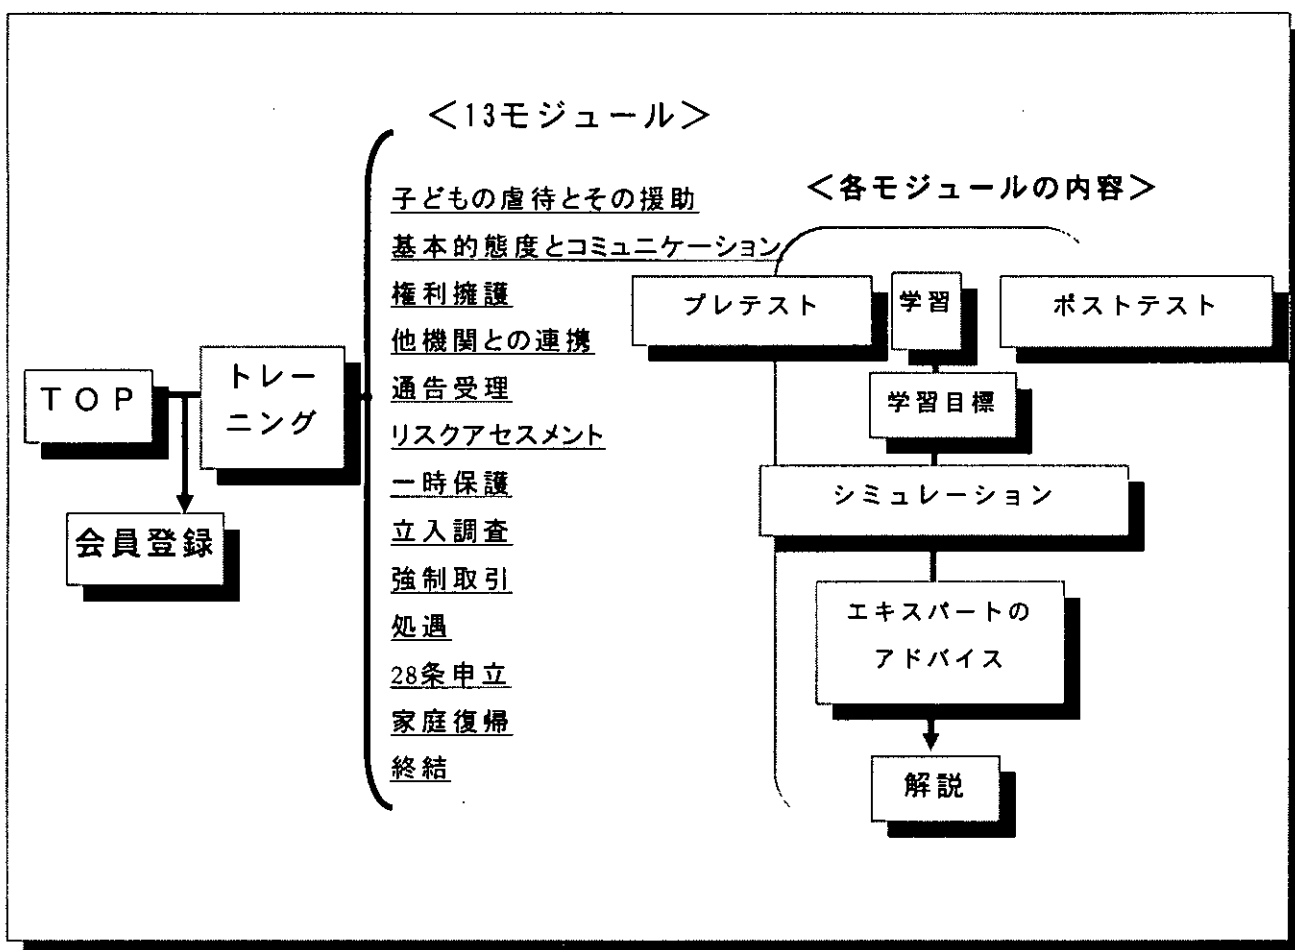 ＜13モジュール＞
子どもの虐待とその援助
基本的態度とコミュニケーション
権利擁護
他機関との連携
通告受理
リスクアセスメント
一時保護
立入調査
強制取引
処遇
28条申立
家庭復帰
終結
TOP
トレー
ニング
会員登録
＜各モジュールの内容＞
プレテスト
学習
ポストテスト
学習目標
シミュレーション
エキスパートの
アドバイス
解説